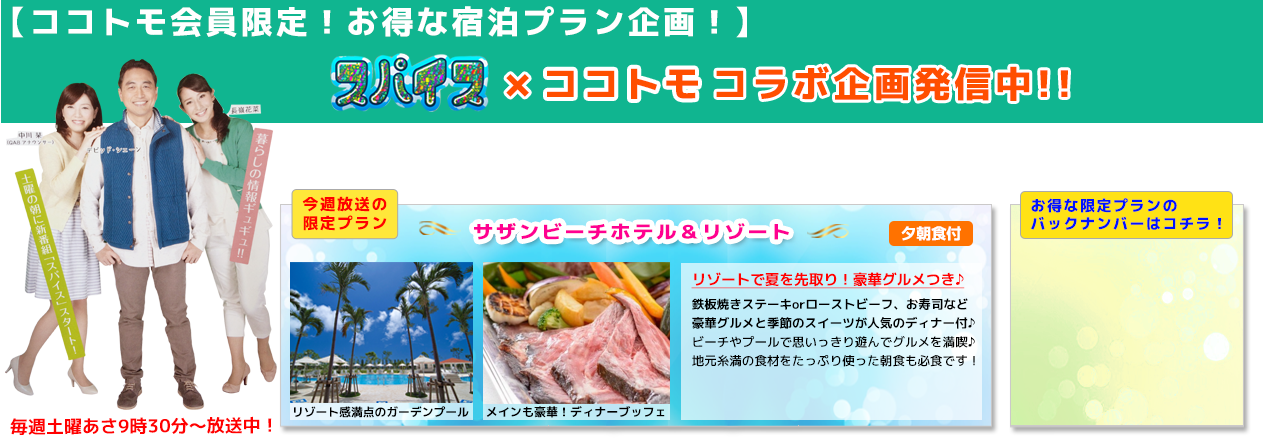 【ココトモ会員限定！お得な宿泊プラン企画！】
スパイス × ココトモ コラボ企画発信中!!
中川 栞
(QABアナウンサー)
デビッド・シェーン
長嶺花菜
土曜の朝に新番組「スパイス」スタート！
暮らしの情報ギュギュ!!
毎週土曜あさ9時30分〜放送中！
今週放送の
限定プラン
サザンビーチホテル＆リゾート
夕朝食付
リゾート感満点のガーデンプール
メインも豪華！ディナーブッフェ
リゾートで夏を先取り！豪華グルメつき♪
鉄板焼きステーキorローストビーフ、お寿司など
豪華グルメと季節のスイーツが人気のディナー付♪
ビーチやプールで思いっきり遊んでグルメを満喫♪
地元糸満の食材をたっぷり使った朝食も必食です！
お得な限定プランの
バックナンバーはコチラ！